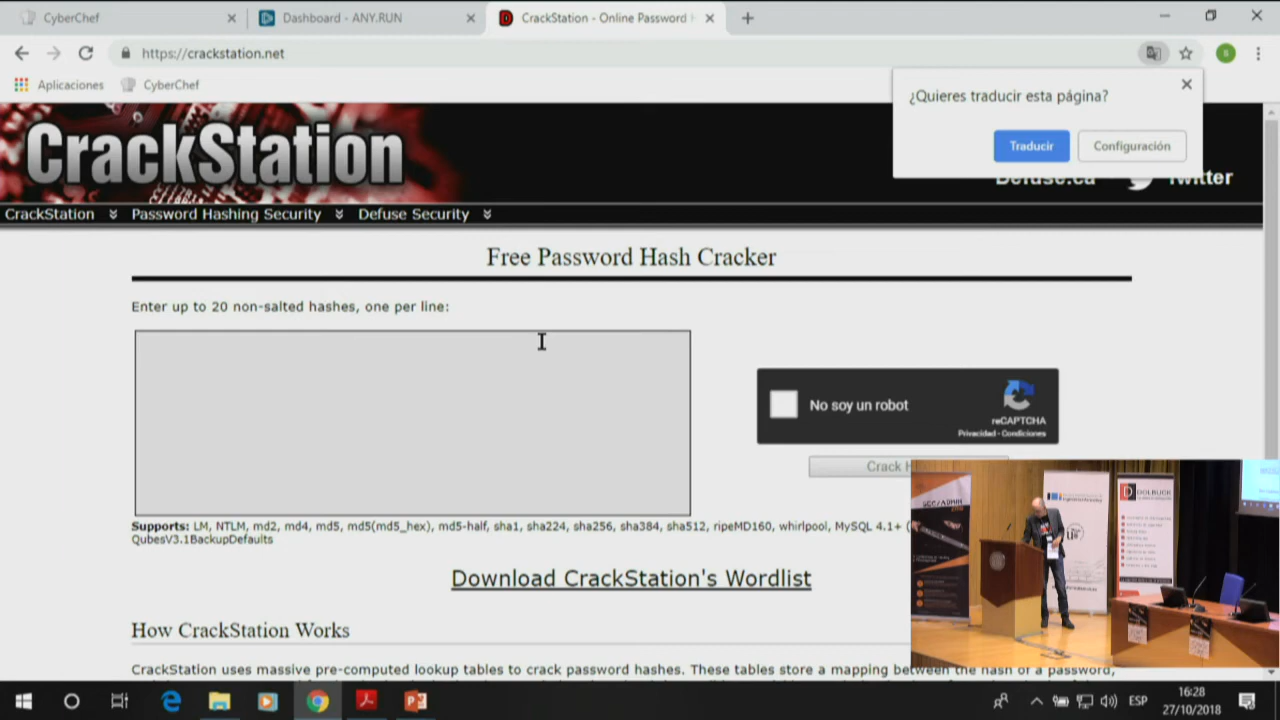 CyberChef
Dashboard - ANY.RUN
CrackStation - Online Password H
https://crackstation.net
Aplicaciones
CyberChef
¿Quieres traducir esta página?
Traducir
Configuración
CrackStation
Defuse.ca
Twitter
CrackStation
Password Hashing Security
Defuse Security
Free Password Hash Cracker
Enter up to 20 non-salted hashes, one per line:
No soy un robot
reCAPTCHA
Privacidad - Condiciones
Crack H
Supports: LM, NTLM, md2, md4, md5, md5(md5_hex), md5-half, sha1, sha224, sha256, sha384, sha512, ripeMD160, whirlpool, MySQL 4.1+ (
QubesV3.1BackupDefaults
Download CrackStation's Wordlist
How CrackStation Works
CrackStation uses massive pre-computed lookup tables to crack password hashes. These tables store a mapping between the hash of a password,
DOLBUCK
ESP
16:28
27/10/2018